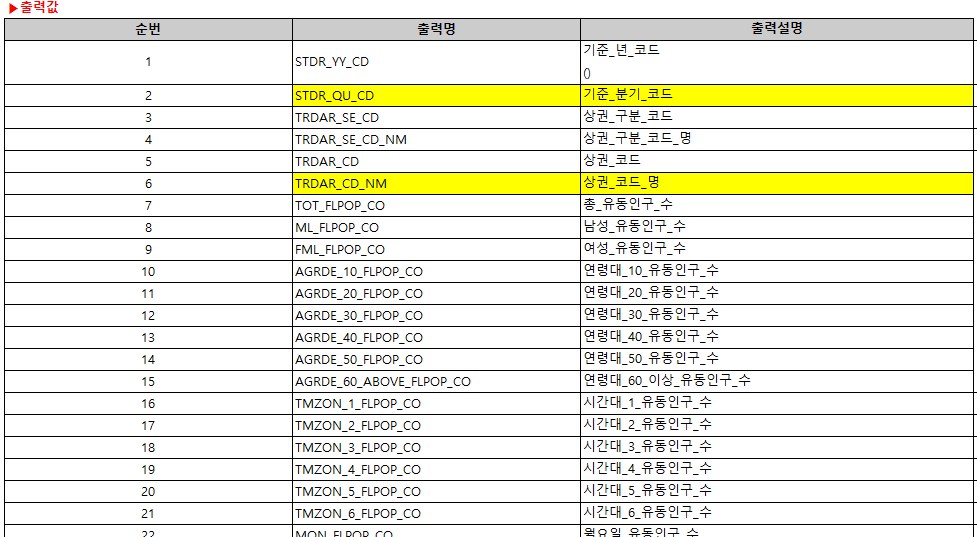 ▶출력값
순번 출력명 출력설명
1 STDR_YY_CD 기준_년_코드
()
2 STDR_QU_CD 기준_분기_코드
3 TRDAR_SE_CD 상권_구분_코드
4 TRDAR_SE_CD_NM 상권_구분_코드_명
5 TRDAR_CD 상권_코드
6 TRDAR_CD_NM 상권_코드_명
7 TOT_FLPOP_CO 총_유동인구_수
8 ML_FLPOP_CO 남성_유동인구_수
9 FML_FLPOP_CO 여성_유동인구_수
10 AGRDE_10_FLPOP_CO 연령대_10_유동인구_수
11 AGRDE_20_FLPOP_CO 연령대_20_유동인구_수
12 AGRDE_30_FLPOP_CO 연령대_30_유동인구_수
13 AGRDE_40_FLPOP_CO 연령대_40_유동인구_수
14 AGRDE_50_FLPOP_CO 연령대_50_유동인구_수
15 AGRDE_60_ABOVE_FLPOP_CO 연령대_60_이상_유동인구_수
16 TMZON_1_FLPOP_CO 시간대_1_유동인구_수
17 TMZON_2_FLPOP_CO 시간대_2_유동인구_수
18 TMZON_3_FLPOP_CO 시간대_3_유동인구_수
19 TMZON_4_FLPOP_CO 시간대_4_유동인구_수
20 TMZON_5_FLPOP_CO 시간대_5_유동인구_수
21 TMZON_6_FLPOP_CO 시간대_6_유동인구_수
22 MON_FLPOP_CO 월요일_유동인구_수